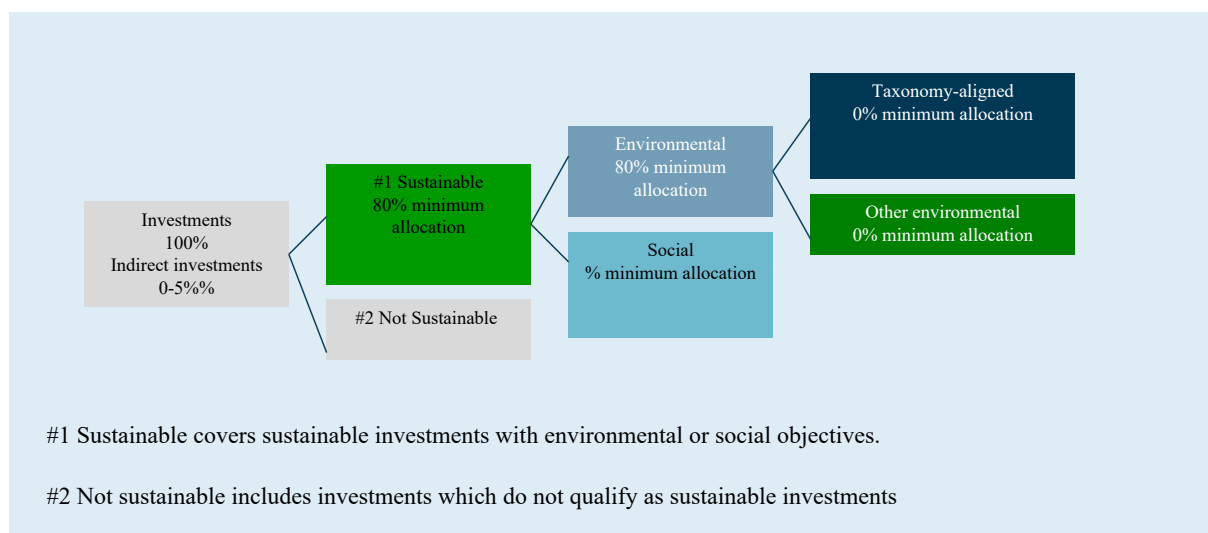 Investments
100%
Indirect investments
0-5%%
#1 Sustainable
80% minimum
allocation
#2 Not Sustainable
Environmental
80% minimum
allocation
Social
% minimum allocation
Taxonomy-aligned
0% minimum allocation
Other environmental
0% minimum allocation
#1 Sustainable covers sustainable investments with environmental or social objectives.
#2 Not sustainable includes investments which do not qualify as sustainable investments